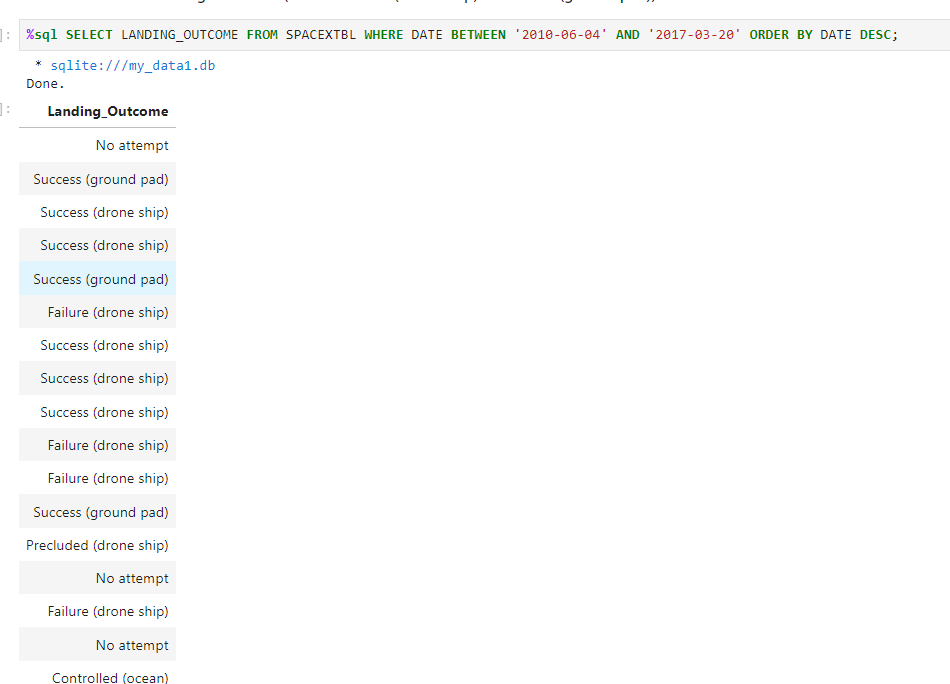 ]: %sql SELECT LANDING_OUTCOME FROM SPACEXTBL WHERE DATE BETWEEN '2010-06-04' AND '2017-03-20' ORDER BY DATE DESC;
* sqlite:///my_data1.db
Done.
]: Landing_Outcome
No attempt
Success (ground pad)
Success (drone ship)
Success (drone ship)
Success (ground pad)
Failure (drone ship)
Success (drone ship)
Success (drone ship)
Success (drone ship)
Failure (drone ship)
Failure (drone ship)
Success (ground pad)
Precluded (drone ship)
No attempt
Failure (drone ship)
No attempt
Controlled (ocean)